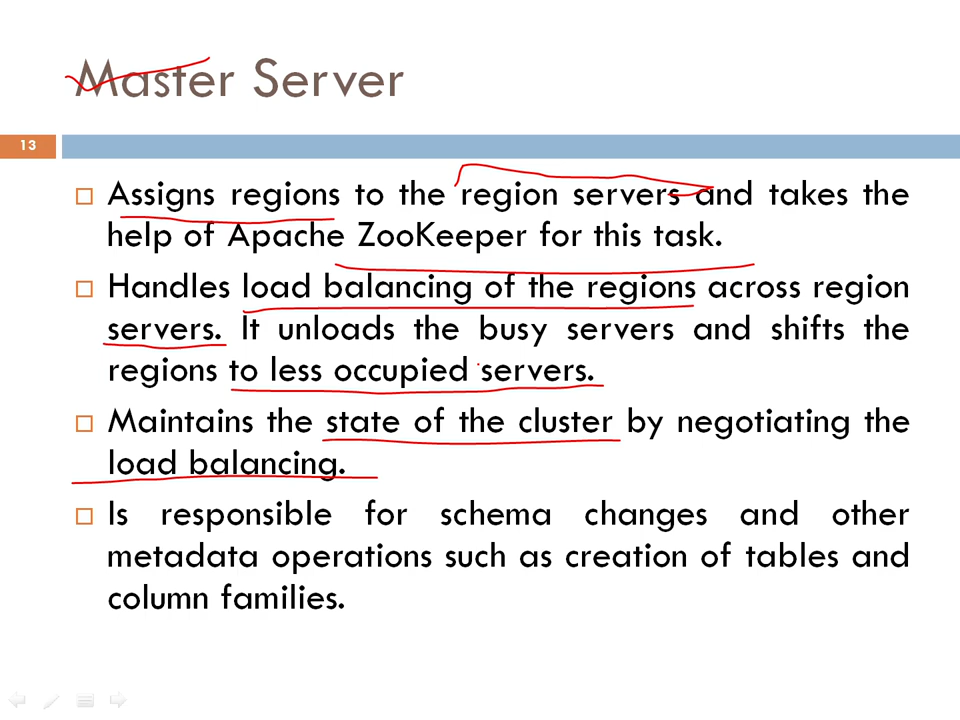 Master Server
13
Assigns regions to the region servers and takes the
help of Apache ZooKeeper for this task.
Handles load balancing of the regions across region
servers. It unloads the busy servers and shifts the
regions to less occupied servers.
Maintains the state of the cluster by negotiating the
load balancing.
Is responsible for schema changes and other
metadata operations such as creation of tables and
column families.